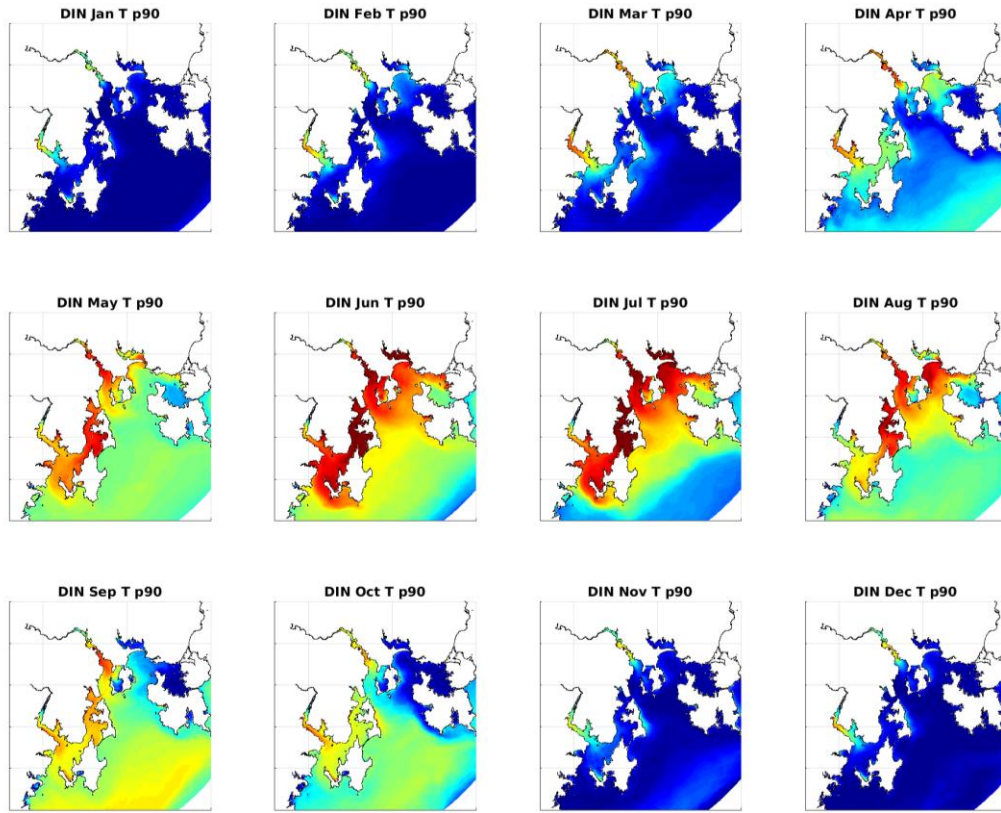 DIN Jan T p90
DIN Feb T p90
DIN Mar T p90
DIN Apr T p90
DIN May T p90
DIN Jun T p90
DIN Jul T p90
DIN Aug T p90
DIN Sep T p90
DIN Oct T p90
DIN Nov T p90
DIN Dec T p90